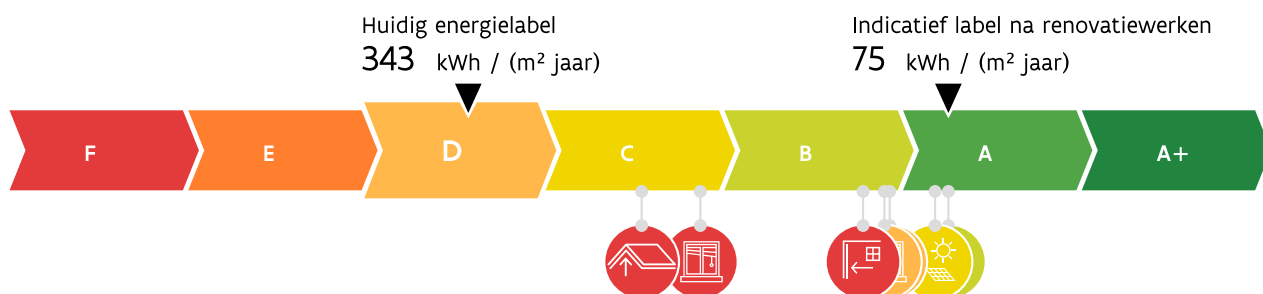 Huidig energielabel
343 kWh / (m² jaar)
Indicatief label na renovatiewerken
75 kWh / (m² jaar)
F E D C B A A+